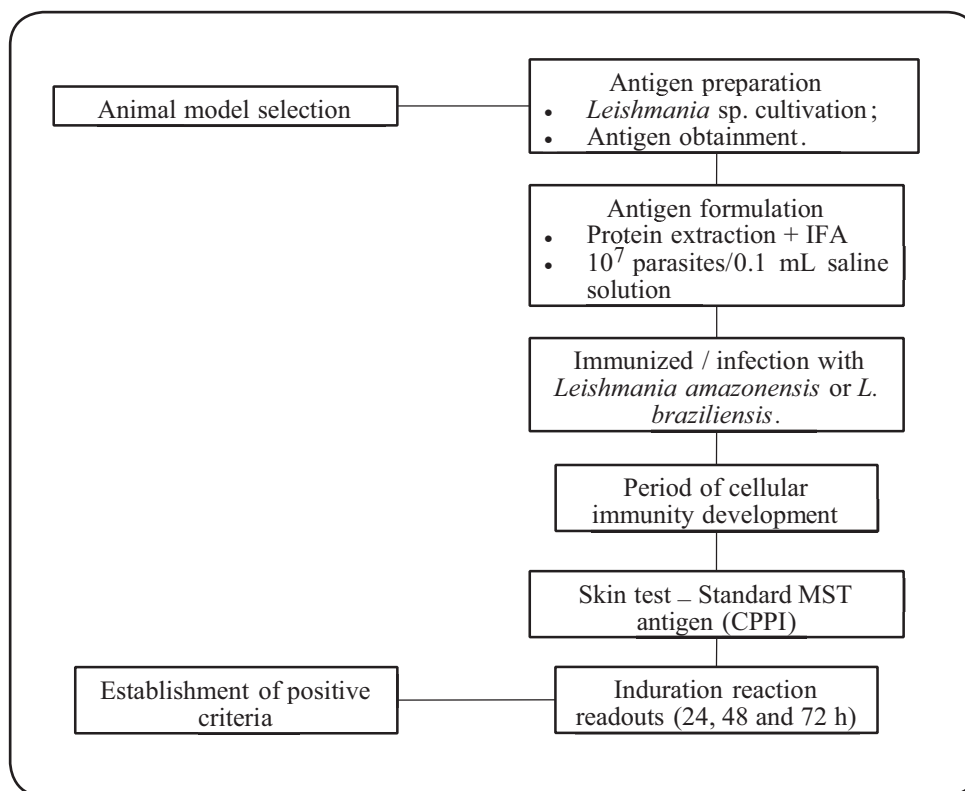 Animal model selection
Antigen preparation
• Leishmania sp. cultivation;
• Antigen obtainment.
Antigen formulation
• Protein extraction + IFA
• 10⁷ parasites/0.1 mL saline
solution
Immunized / infection with
Leishmania amazonensis or L.
braziliensis.
Period of cellular
immunity development
Skin test – Standard MST
antigen (CPPI)
Establishment of positive
criteria
Induration reaction
readouts (24, 48 and 72 h)